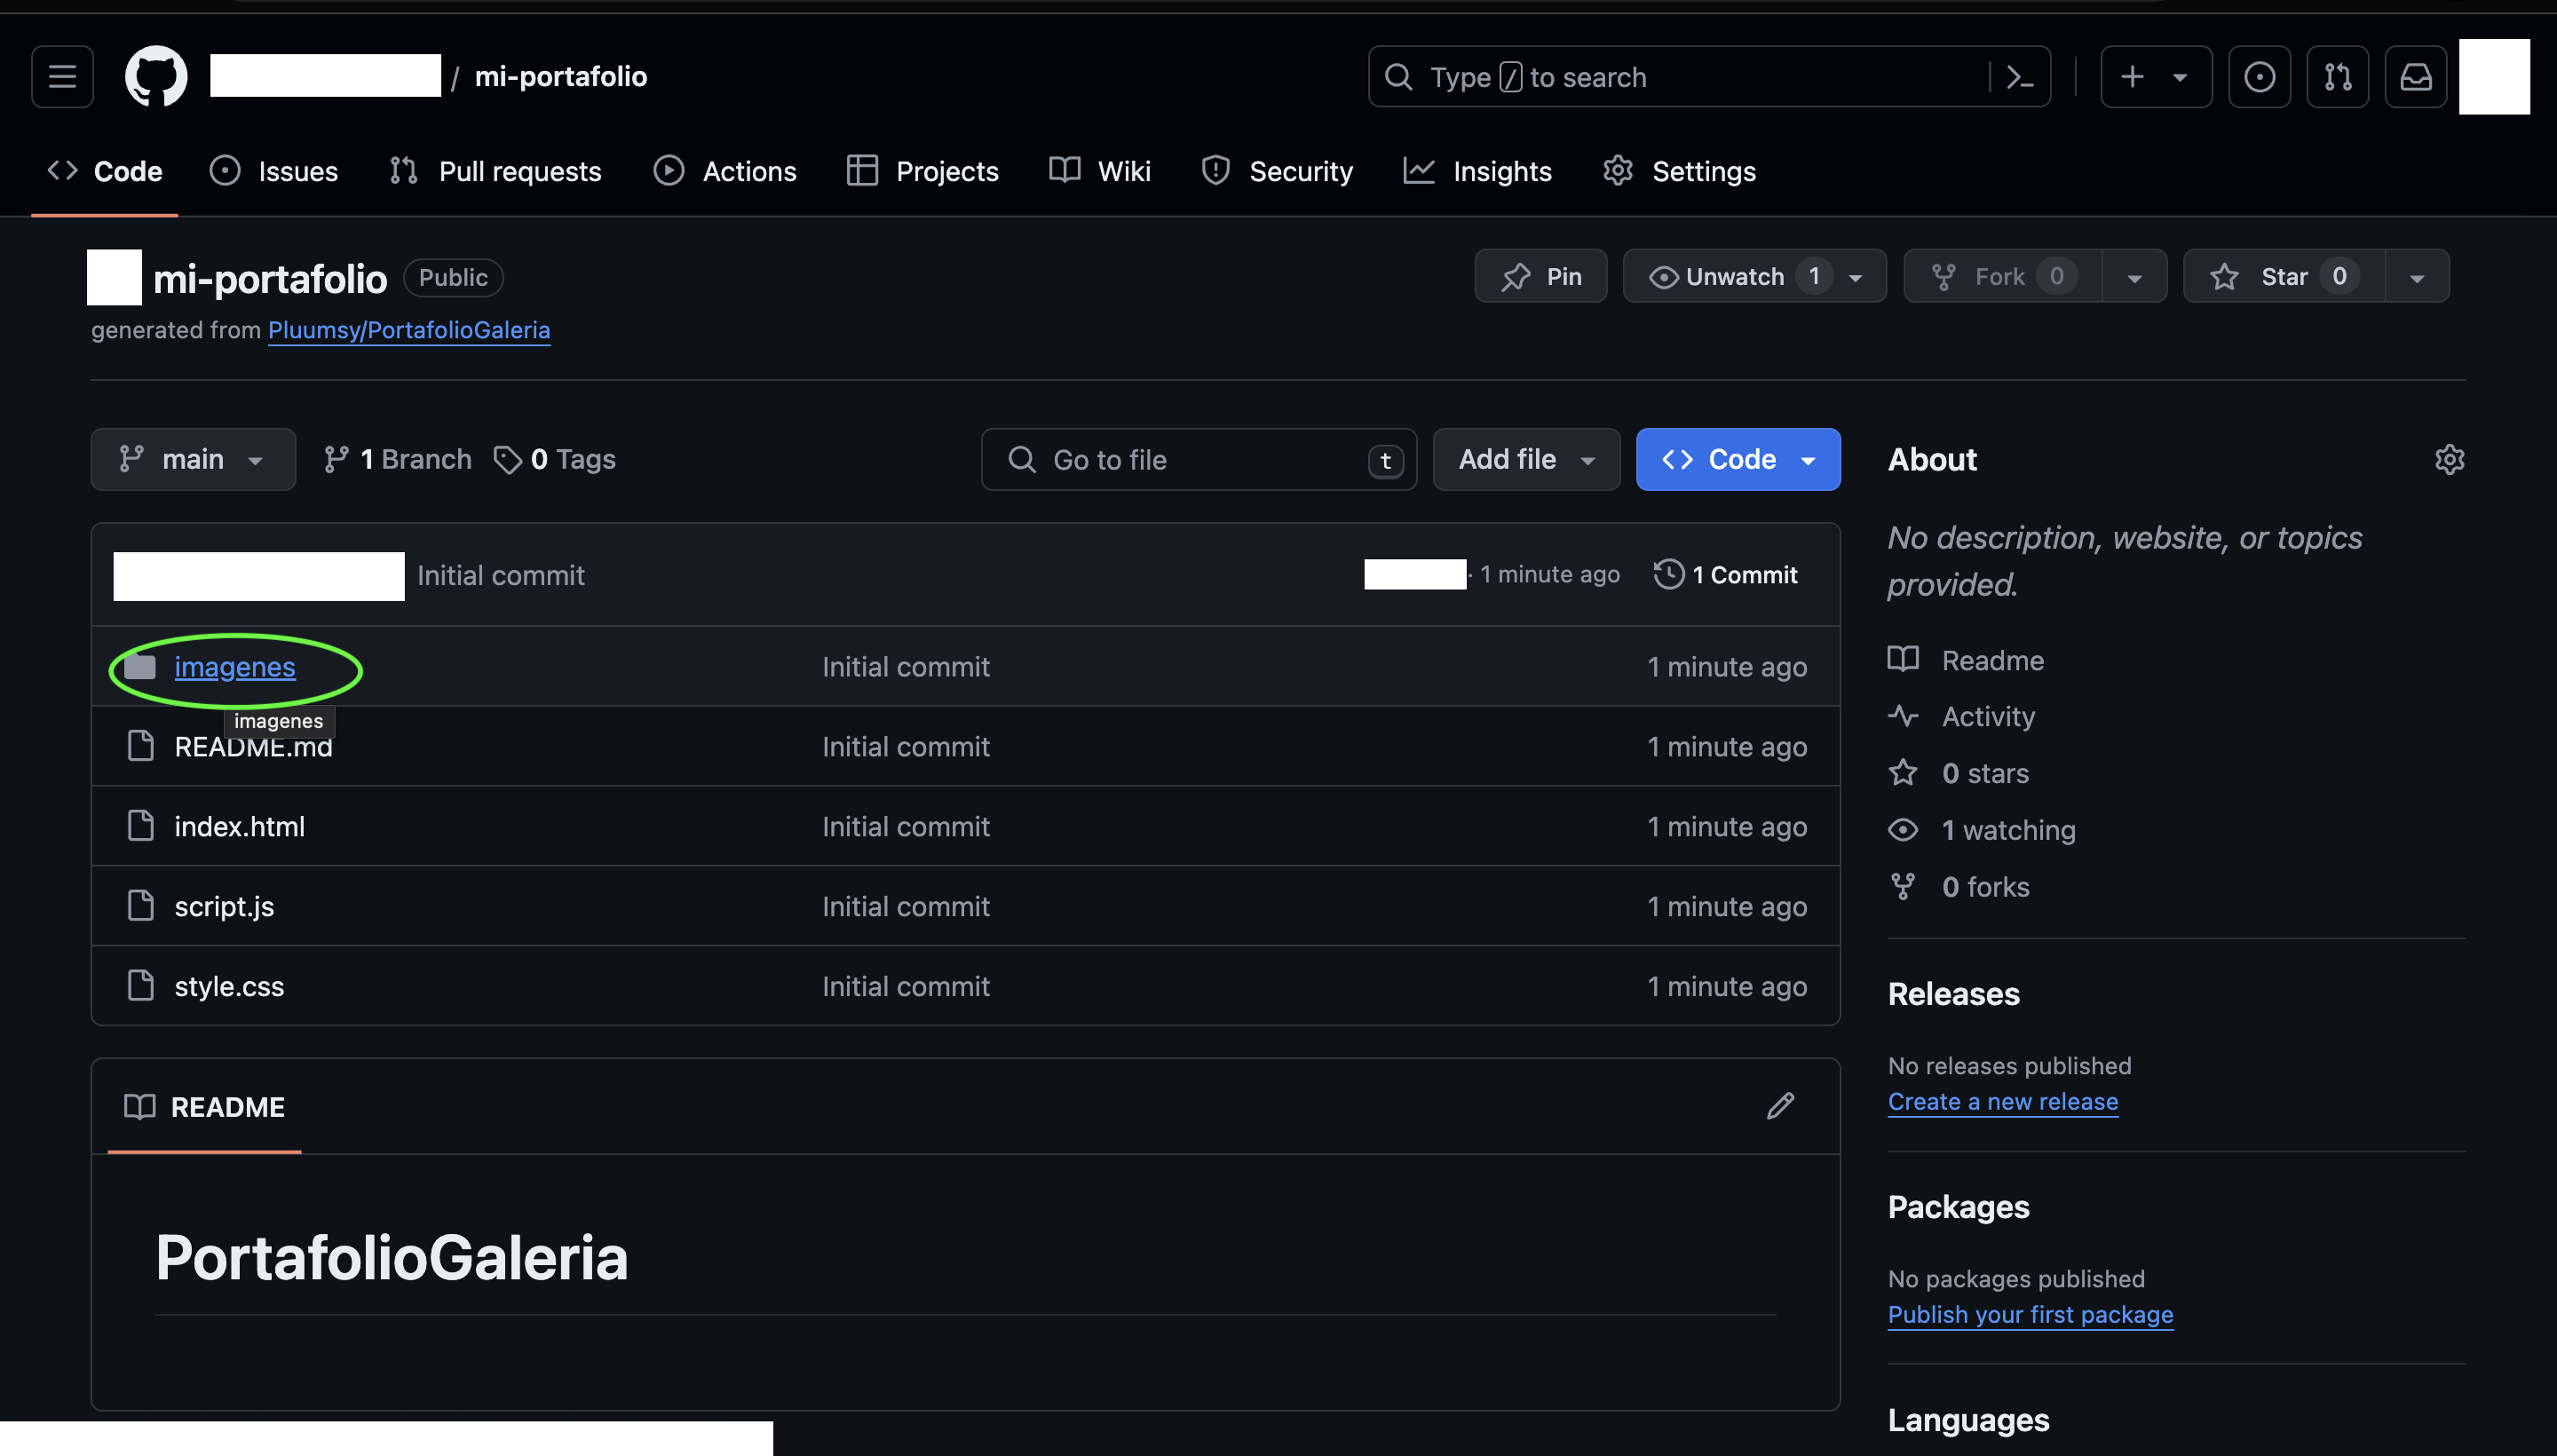 / mi-portafolio
Type / to search
Code Issues Pull requests Actions Projects Wiki Security Insights Settings
mi-portafolio Public
Pin Unwatch 1 Fork 0 Star 0
generated from Pluumsy/PortafolioGaleria
main 1 Branch 0 Tags
Go to file t Add file Code
Initial commit · 1 minute ago 1 Commit
imagenes Initial commit 1 minute ago
imagenes
README.md Initial commit 1 minute ago
index.html Initial commit 1 minute ago
script.js Initial commit 1 minute ago
style.css Initial commit 1 minute ago
README
PortafolioGaleria
About
No description, website, or topics
provided.
Readme
Activity
0 stars
1 watching
0 forks
Releases
No releases published
Create a new release
Packages
No packages published
Publish your first package
Languages